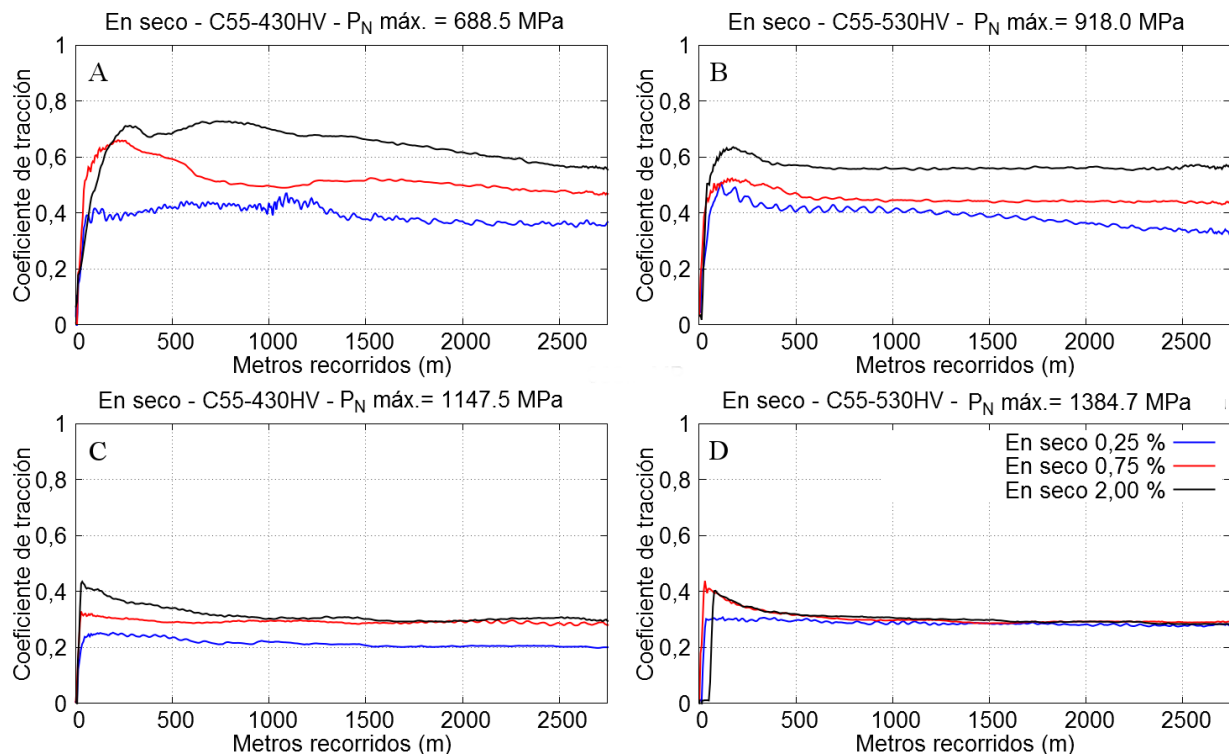 En seco - C55-430HV - P_N máx. = 688.5 MPa
A
Coeficiente de tracción
1
0,8
0,6
0,4
0,2
0
0 500 1000 1500 2000 2500
Metros recorridos (m)
En seco - C55-530HV - P_N máx. = 918.0 MPa
B
Coeficiente de tracción
1
0,8
0,6
0,4
0,2
0
0 500 1000 1500 2000 2500
Metros recorridos (m)
En seco - C55-430HV - P_N máx.= 1147.5 MPa
C
Coeficiente de tracción
1
0,8
0,6
0,4
0,2
0
0 500 1000 1500 2000 2500
Metros recorridos (m)
En seco - C55-530HV - P_N máx.= 1384.7 MPa
D
En seco 0,25 %
En seco 0,75 %
En seco 2,00 %
Coeficiente de tracción
1
0,8
0,6
0,4
0,2
0
0 500 1000 1500 2000 2500
Metros recorridos (m)